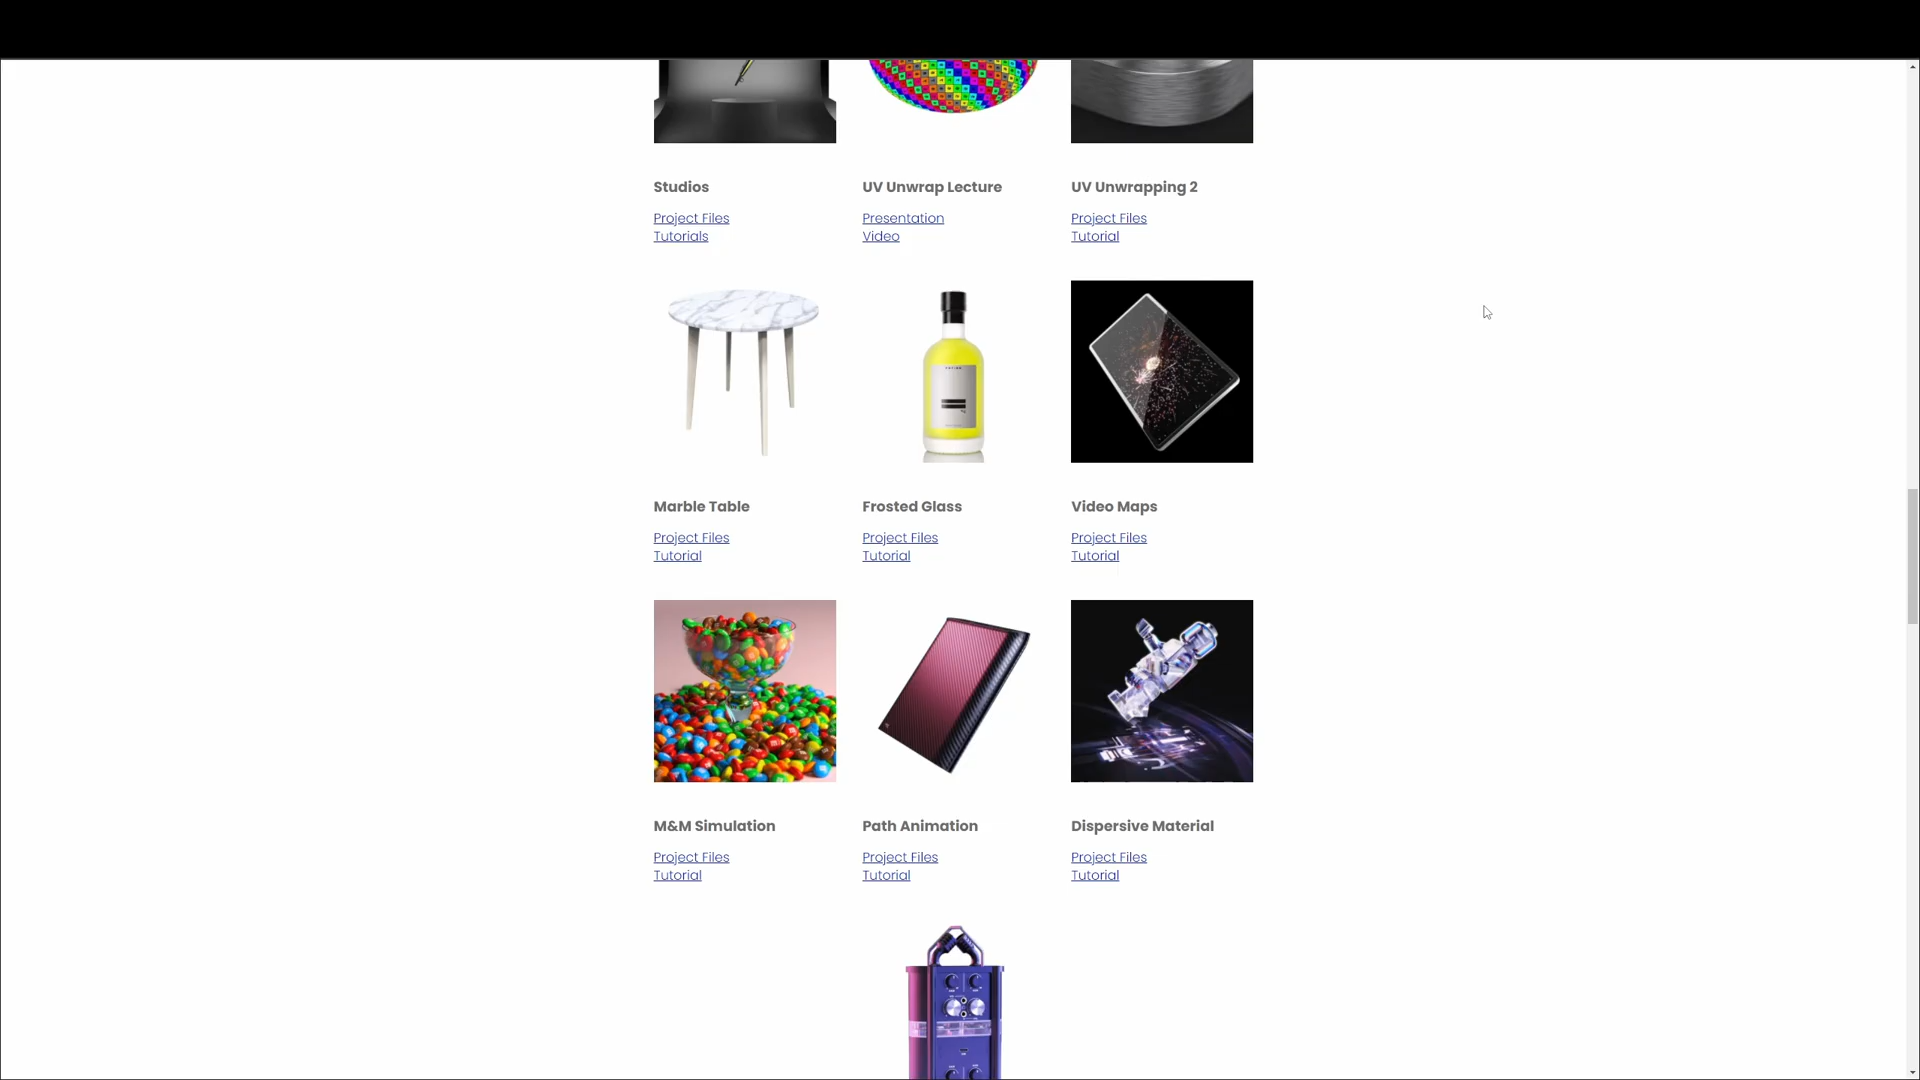 Studios
Project Files
Tutorials
UV Unwrap Lecture
Presentation
Video
UV Unwrapping 2
Project Files
Tutorial
Marble Table
Project Files
Tutorial
Frosted Glass
Project Files
Tutorial
Video Maps
Project Files
Tutorial
M&M Simulation
Project Files
Tutorial
Path Animation
Project Files
Tutorial
Dispersive Material
Project Files
Tutorial